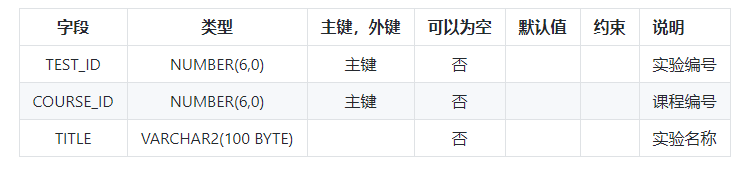 字段 类型 主键，外键 可以为空 默认值 约束 说明
TEST_ID NUMBER(6,0) 主键 否 实验编号
COURSE_ID NUMBER(6,0) 主键 否 课程编号
TITLE VARCHAR2(100 BYTE) 否 实验名称